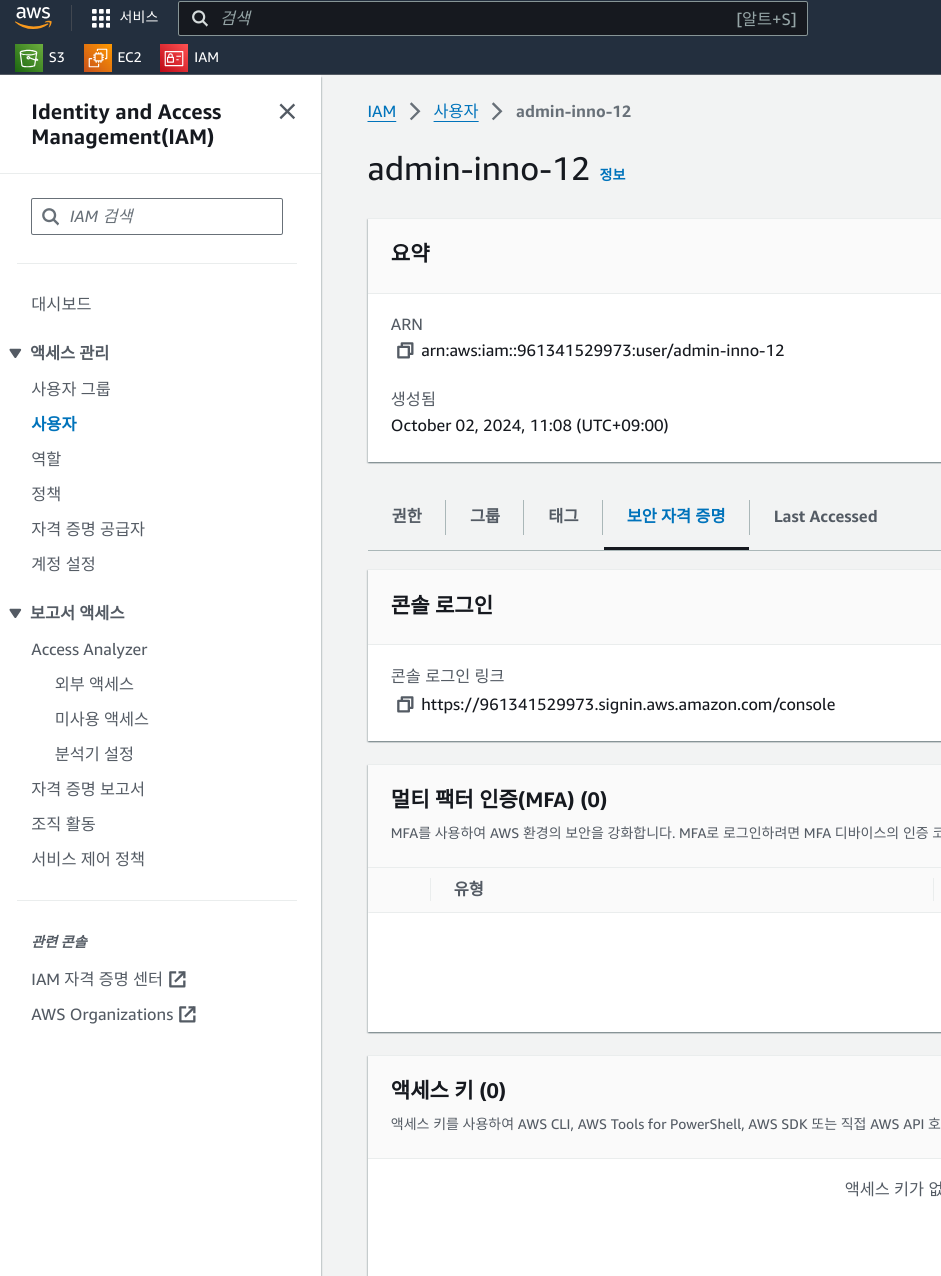 aws
서비스
검색
[알트+S]
S3
EC2
IAM
Identity and Access
Management(IAM)
IAM 검색
대시보드
액세스 관리
사용자 그룹
사용자
역할
정책
자격 증명 공급자
계정 설정
보고서 액세스
Access Analyzer
외부 액세스
미사용 액세스
분석기 설정
자격 증명 보고서
조직 활동
서비스 제어 정책
관련 콘솔
IAM 자격 증명 센터
AWS Organizations
IAM 사용자 admin-inno-12
admin-inno-12 정보
요약
ARN
arn:aws:iam::961341529973:user/admin-inno-12
생성됨
October 02, 2024, 11:08 (UTC+09:00)
권한 그룹 태그 보안 자격 증명 Last Accessed
콘솔 로그인
콘솔 로그인 링크
https://961341529973.signin.aws.amazon.com/console
멀티 팩터 인증(MFA) (0)
MFA를 사용하여 AWS 환경의 보안을 강화합니다. MFA로 로그인하려면 MFA 디바이스의 인증
유형
액세스 키 (0)
액세스 키를 사용하여 AWS CLI, AWS Tools for PowerShell, AWS SDK 또는 직접 AWS API
액세스 키가